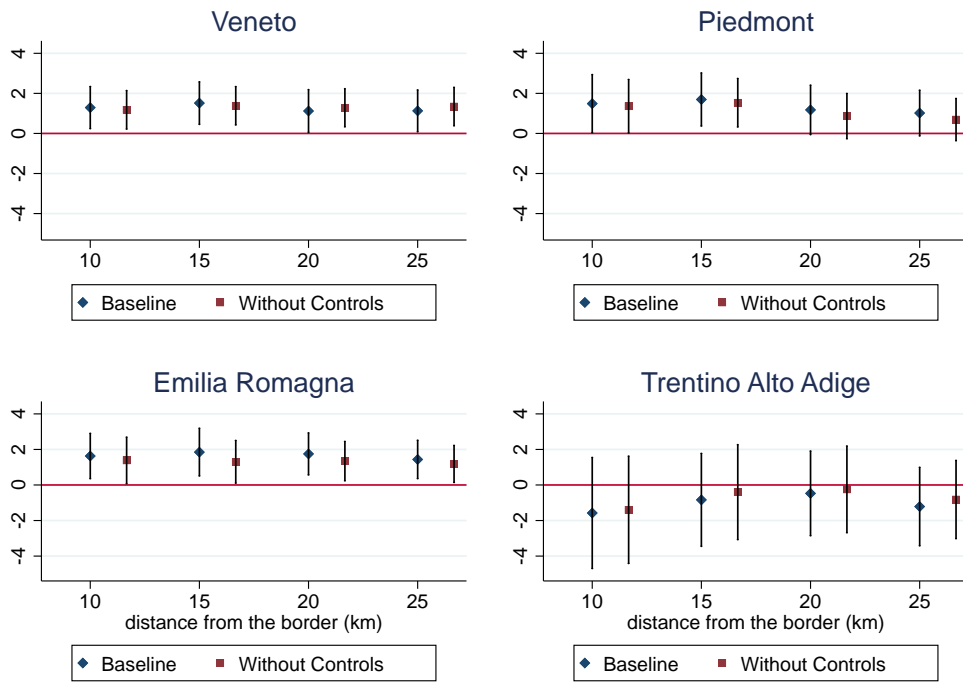 Veneto
4
2
0
-2
-4
10 15 20 25
Baseline Without Controls
Piedmont
4
2
0
-2
-4
10 15 20 25
Baseline Without Controls
Emilia Romagna
4
2
0
-2
-4
10 15 20 25
distance from the border (km)
Baseline Without Controls
Trentino Alto Adige
4
2
0
-2
-4
10 15 20 25
distance from the border (km)
Baseline Without Controls